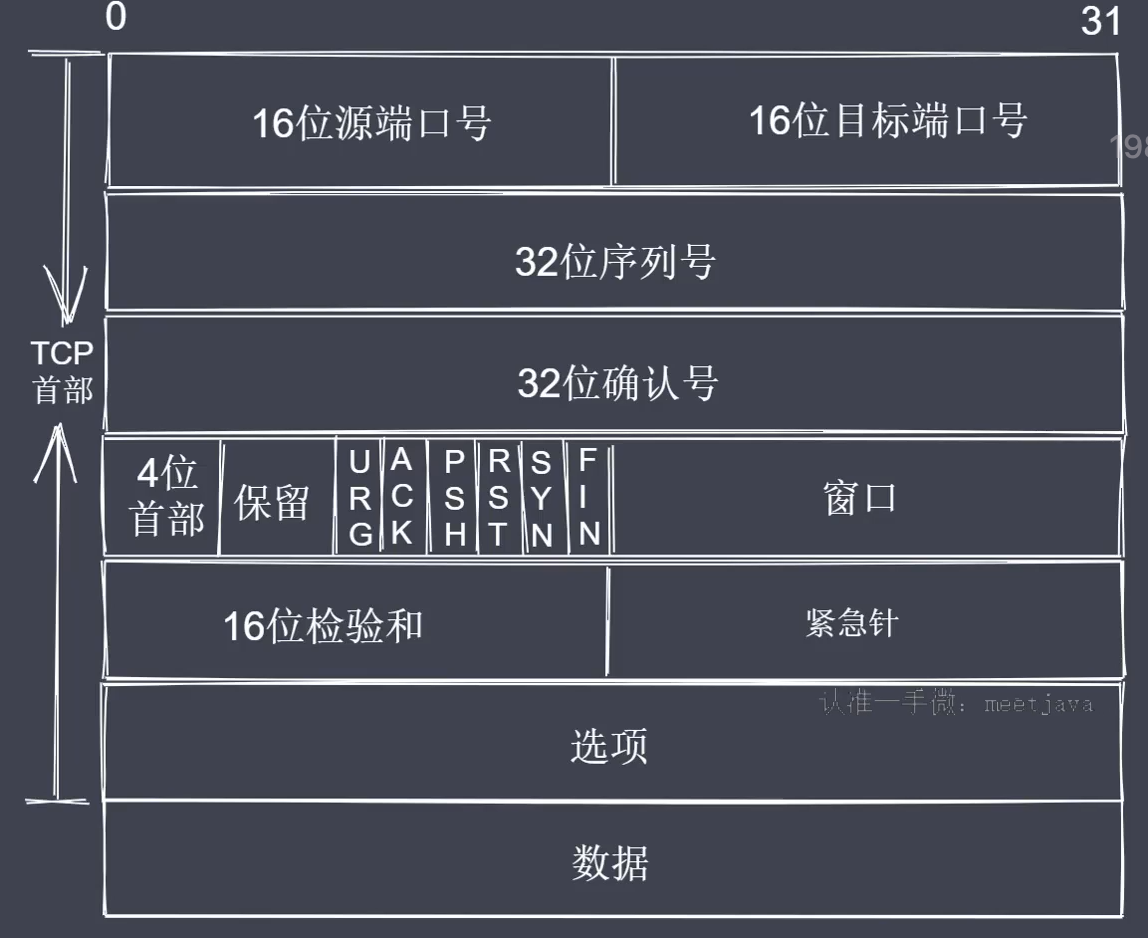 0
31
16位源端口号
16位目标端口号
198
32位序列号
TCP
首部
32位确认号
4位
首部
保留
URG
ACK
PSH
RST
SYN
FIN
窗口
16位检验和
紧急针
认准一手微：meetjava
选项
数据